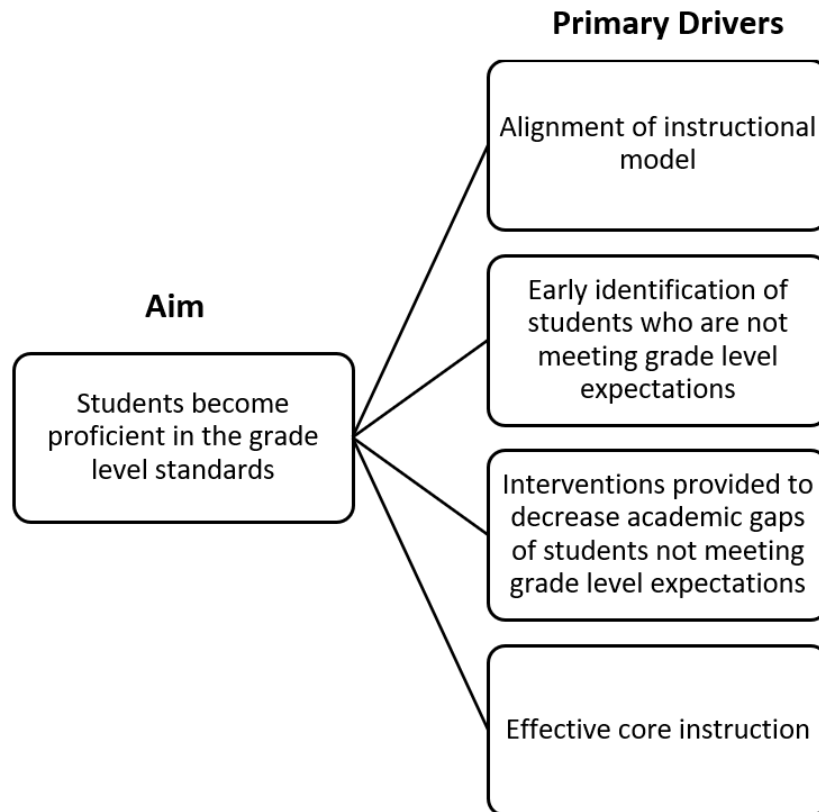 Primary Drivers
Alignment of instructional
model
Early identification of
students who are not
meeting grade level
expectations
Aim
Students become
proficient in the grade
level standards
Interventions provided to
decrease academic gaps
of students not meeting
grade level expectations
Effective core instruction